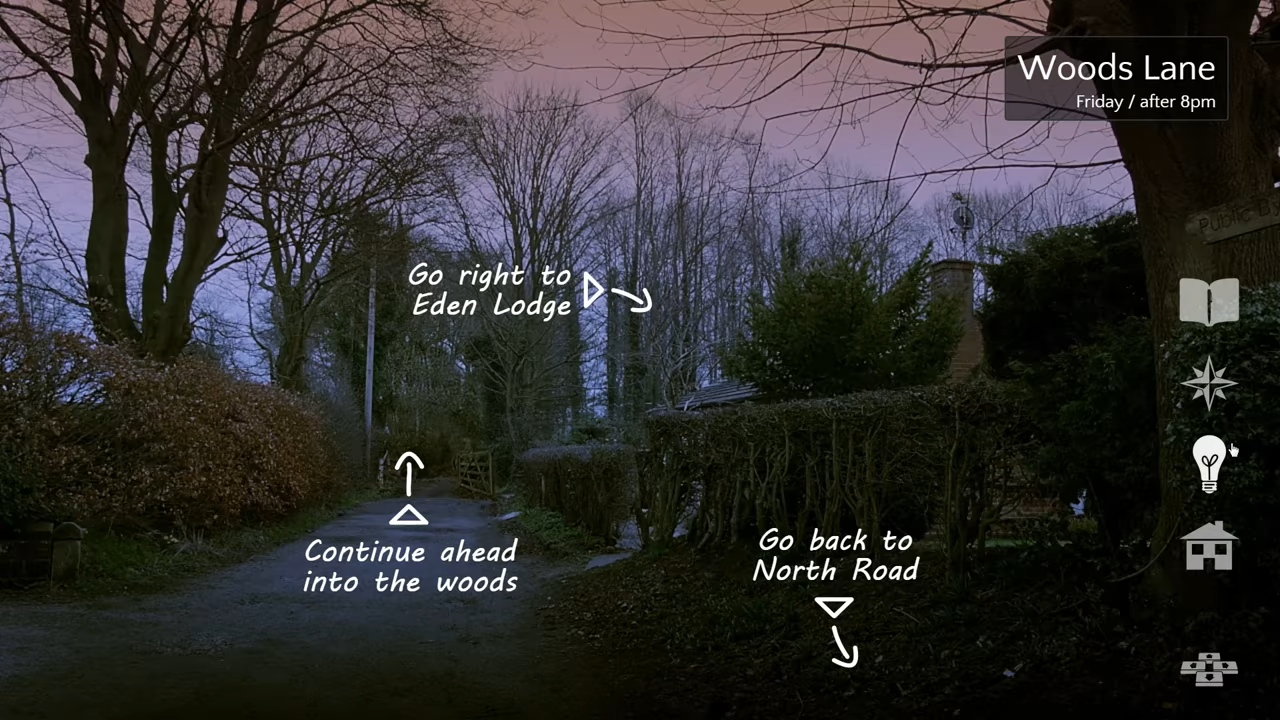 Woods Lane
Friday / after 8pm
Public B
Go right to
Eden Lodge
Continue ahead
into the woods
Go back to
North Road